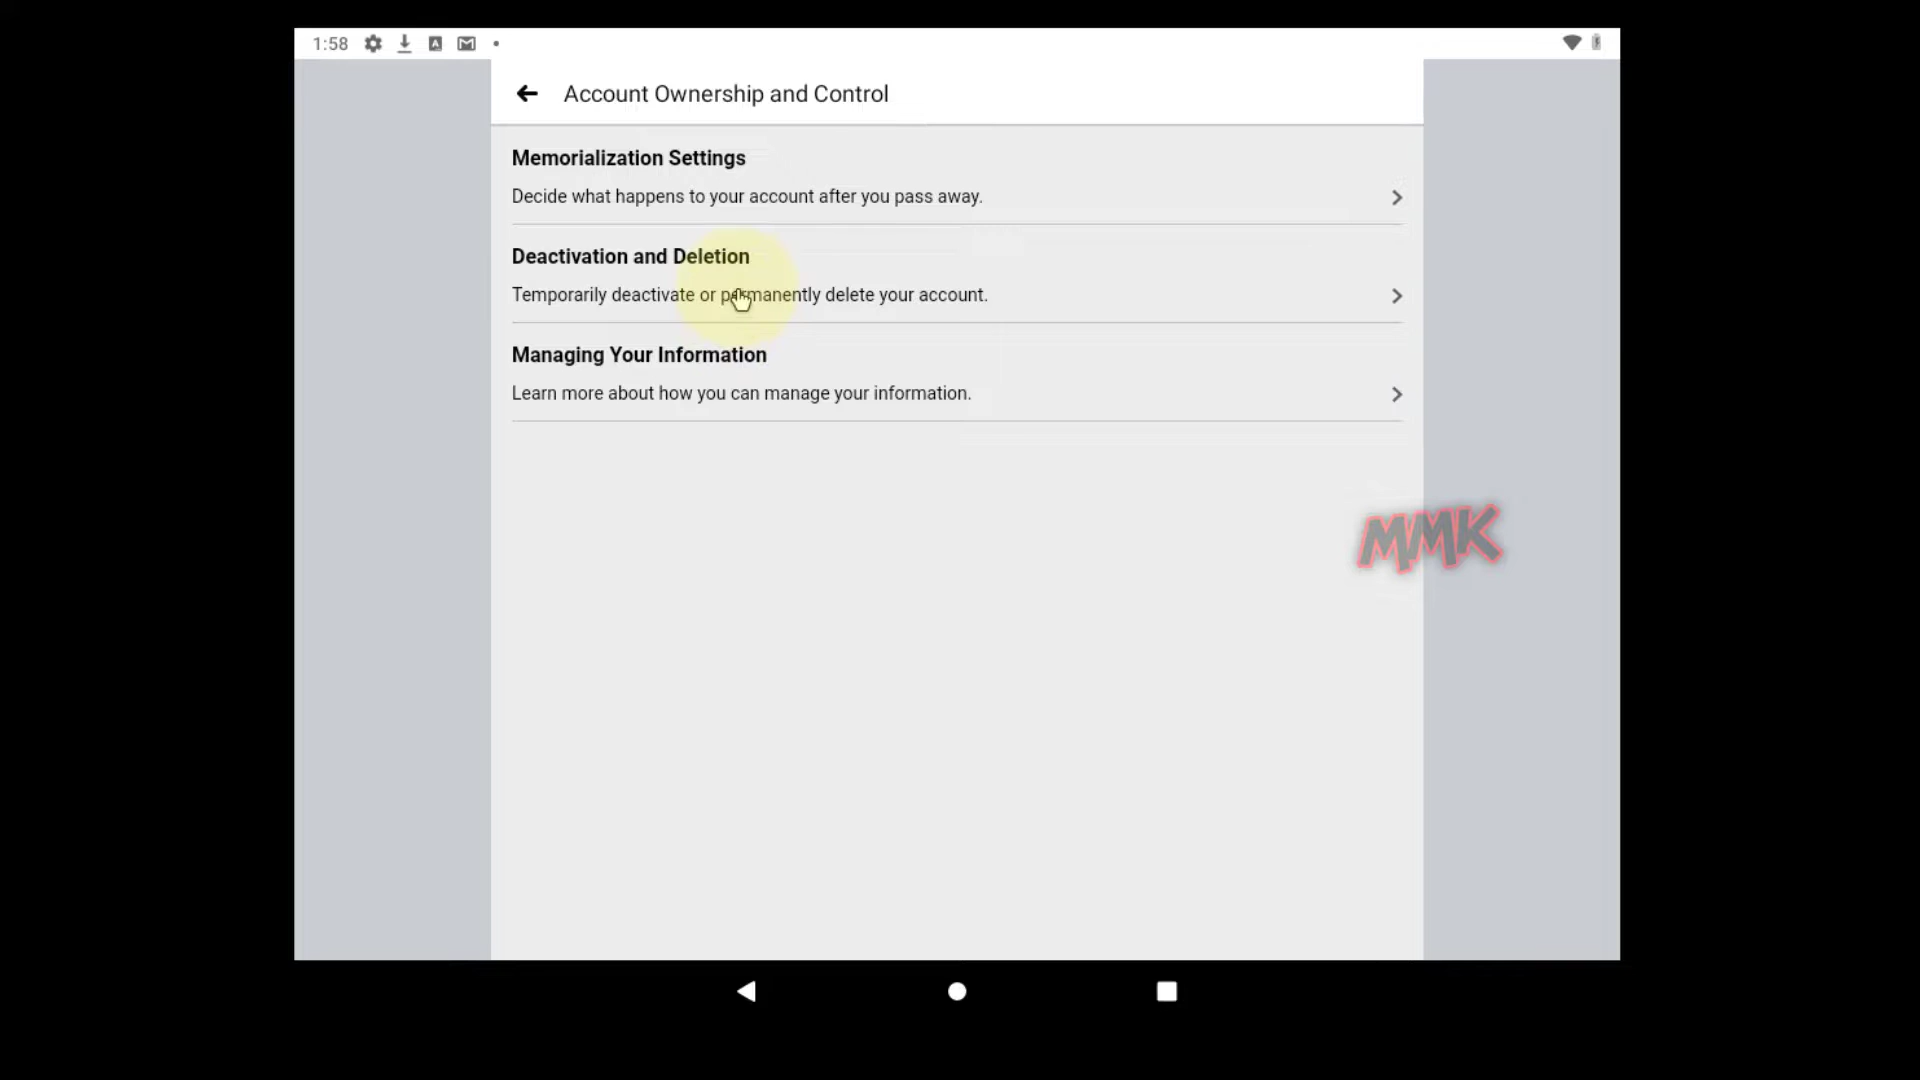 1:58
Account Ownership and Control
Memorialization Settings
Decide what happens to your account after you pass away.
Deactivation and Deletion
Temporarily deactivate or permanently delete your account.
Managing Your Information
Learn more about how you can manage your information.
MMK